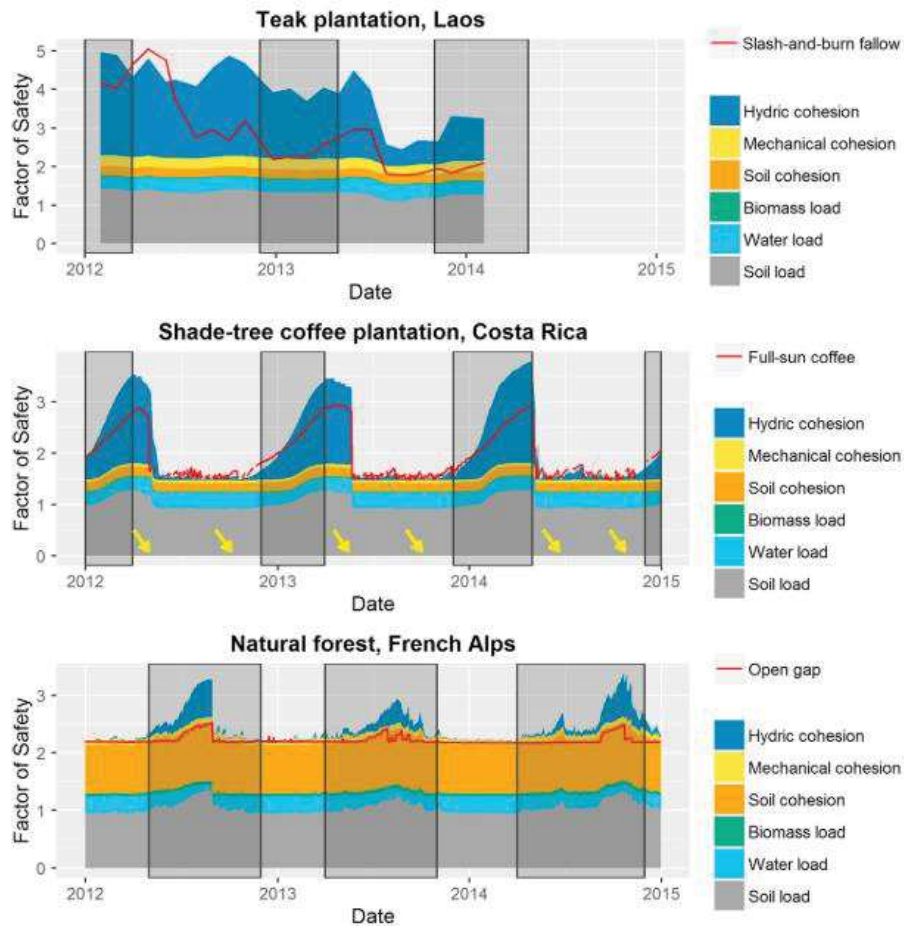 Teak plantation, Laos
Factor of Safety
5
4
3
2
1
0
2012
2013
2014
2015
Date
Slash-and-burn fallow
Hydric cohesion
Mechanical cohesion
Soil cohesion
Biomass load
Water load
Soil load
Shade-tree coffee plantation, Costa Rica
Factor of Safety
3
2
1
0
2012
2013
2014
2015
Date
Full-sun coffee
Hydric cohesion
Mechanical cohesion
Soil cohesion
Biomass load
Water load
Soil load
Natural forest, French Alps
Factor of Safety
3
2
1
0
2012
2013
2014
2015
Date
Open gap
Hydric cohesion
Mechanical cohesion
Soil cohesion
Biomass load
Water load
Soil load